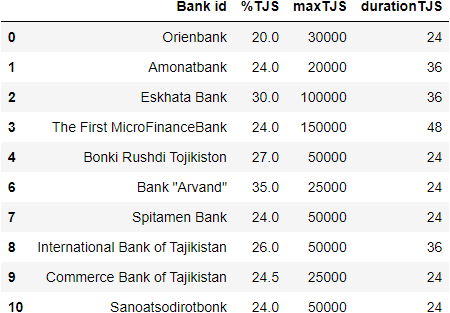 Bank id %TJS maxTJS durationTJS
0 Orienbank 20.0 30000 24
1 Amonatbank 24.0 20000 36
2 Eskhata Bank 30.0 100000 36
3 The First MicroFinanceBank 24.0 150000 48
4 Bonki Rushdi Tojikiston 27.0 50000 24
6 Bank "Arvand" 35.0 25000 24
7 Spitamen Bank 24.0 50000 24
8 International Bank of Tajikistan 26.0 50000 36
9 Commerce Bank of Tajikistan 24.5 25000 24
10 Sanoatsodirotbonk 24.0 50000 24